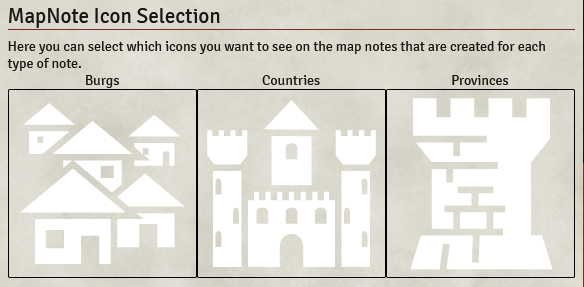 MapNote Icon Selection
Here you can select which icons you want to see on the map notes that are created for each
type of note.
Burgs Countries Provinces